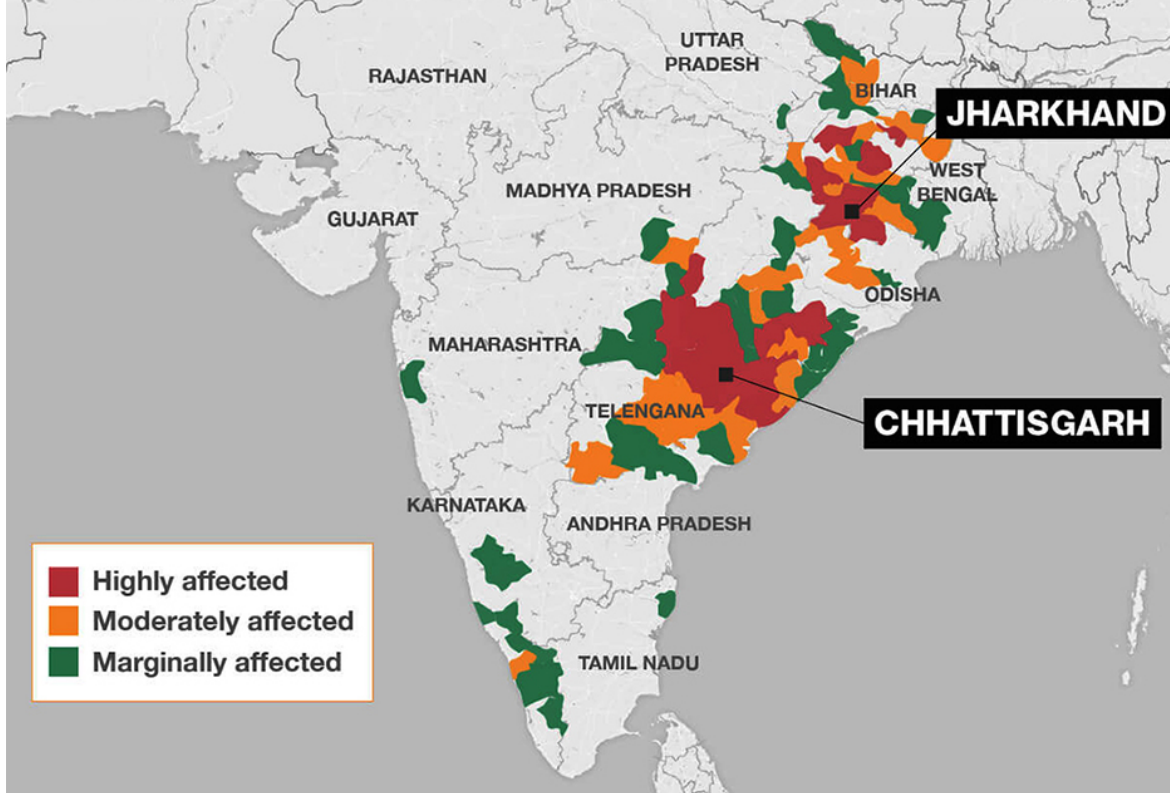 UTTAR
PRADESH
RAJASTHAN
BIHAR
JHARKHAND
WEST
BENGAL
MADHYA PRADESH
GUJARAT
ODISHA
MAHARASHTRA
TELENGANA
CHHATTISGARH
KARNATAKA
ANDHRA PRADESH
Highly affected
Moderately affected
Marginally affected
TAMIL NADU